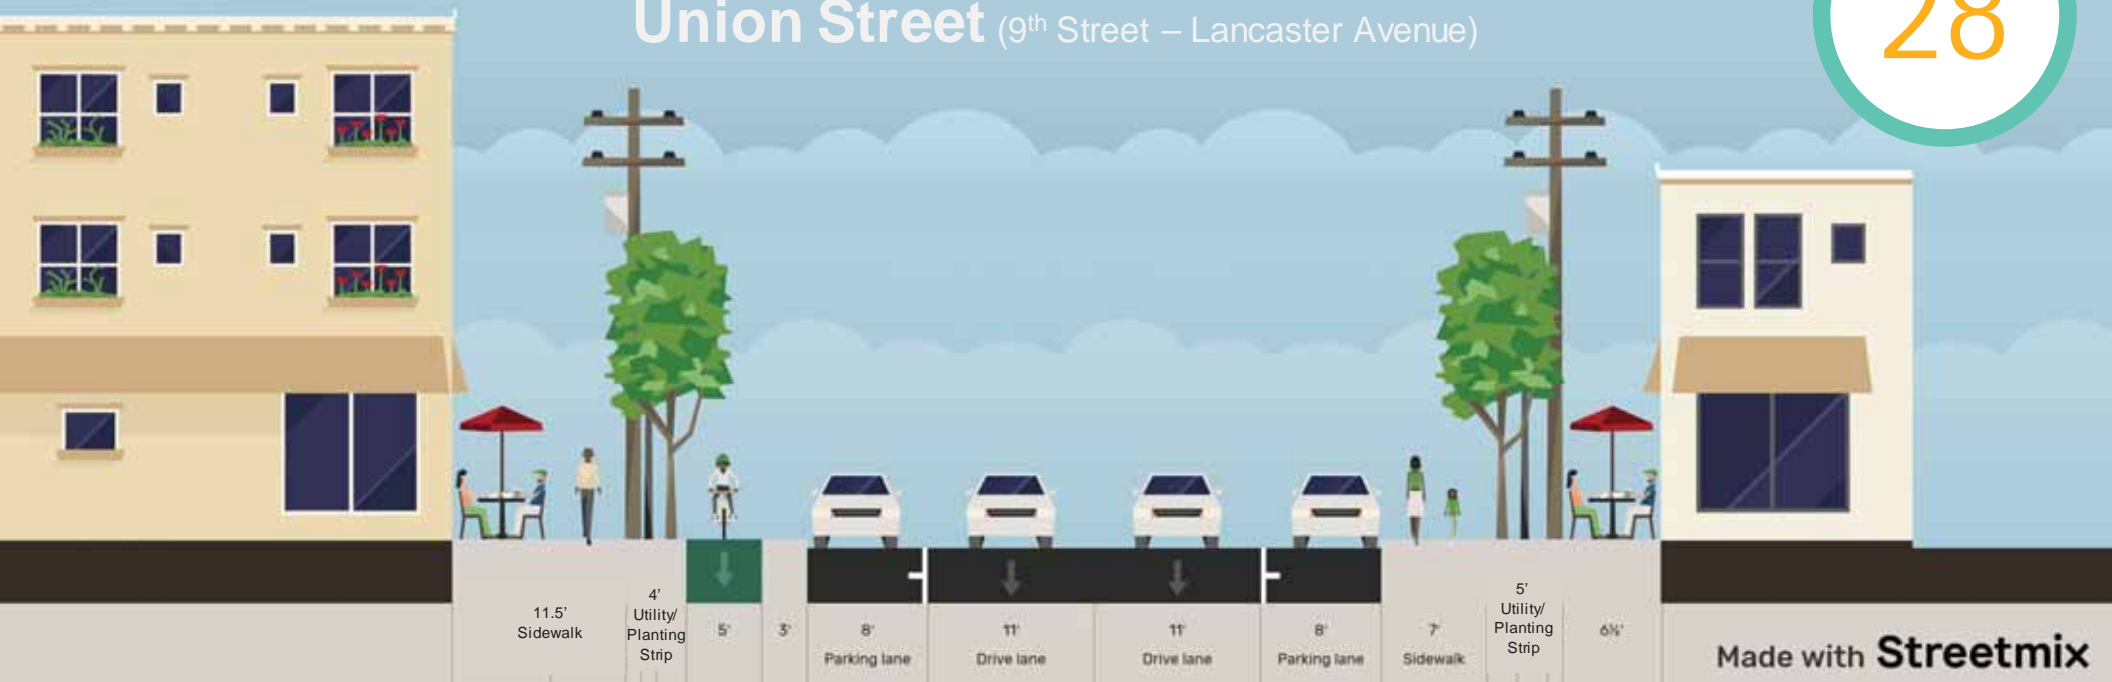 Union Street (9th Street – Lancaster Avenue)
28
11.5’
Sidewalk
4’
Utility/
Planting
Strip
5'
3'
8'
Parking lane
11'
Drive lane
11'
Drive lane
8'
Parking lane
7'
Sidewalk
5’
Utility/
Planting
Strip
6½'
Made with Streetmix